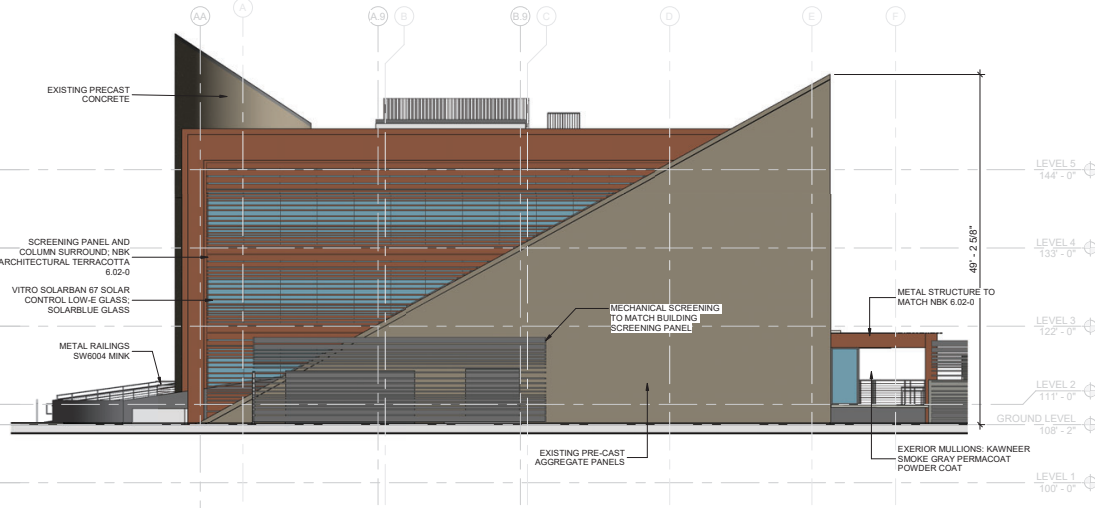 AA
A
A.9
B
B.9
C
D
E
F
EXISTING PRECAST
CONCRETE
LEVEL 5
144' - 0"
SCREENING PANEL AND
COLUMN SURROUND; NBK
ARCHITECTURAL TERRACOTTA
6.02-0
LEVEL 4
133' - 0"
49' - 2 5/8"
VITRO SOLARBAN 67 SOLAR
CONTROL LOW-E GLASS;
SOLARBLUE GLASS
METAL STRUCTURE TO
MATCH NBK 6.02-0
MECHANICAL SCREENING
TO MATCH BUILDING
SCREENING PANEL
LEVEL 3
122' - 0"
METAL RAILINGS
SW6004 MINK
LEVEL 2
111' - 0"
GROUND LEVEL
108' - 2"
EXISTING PRE-CAST
AGGREGATE PANELS
EXERIOR MULLIONS: KAWNEER
SMOKE GRAY PERMACOAT
POWDER COAT
LEVEL 1
100' - 0"